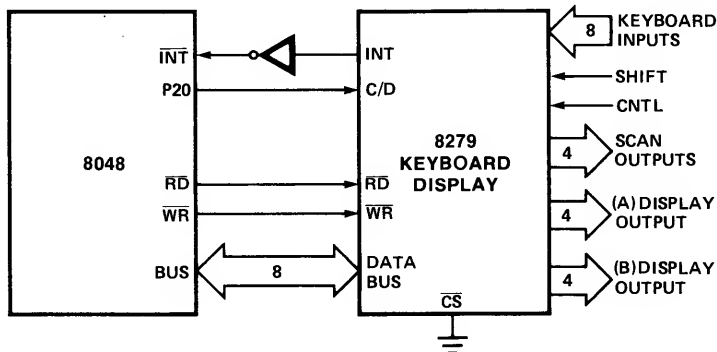 8048
INT
P20
RD
WR
BUS
8
INT
C/D
8279
KEYBOARD
DISPLAY
RD
WR
DATA
BUS
CS
8
KEYBOARD
INPUTS
SHIFT
CNTL
4
SCAN
OUTPUTS
4
(A) DISPLAY
OUTPUT
4
(B) DISPLAY
OUTPUT